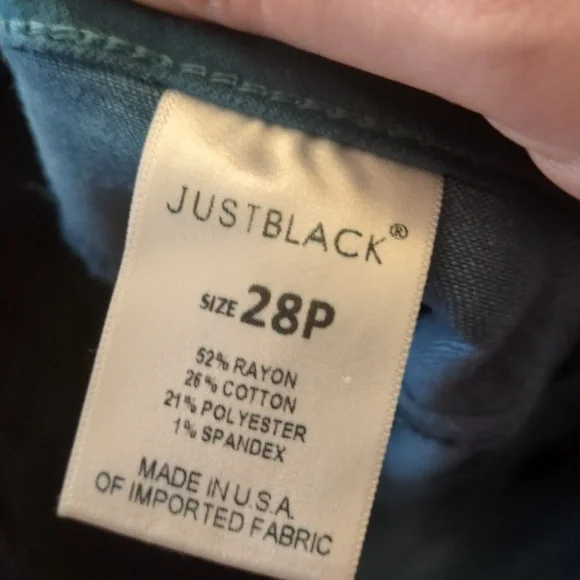 JUSTBLACK®
SIZE 28P
52% RAYON
26% COTTON
21% POLYESTER
1% SPANDEX
MADE IN U.S.A.
OF IMPORTED FABRIC